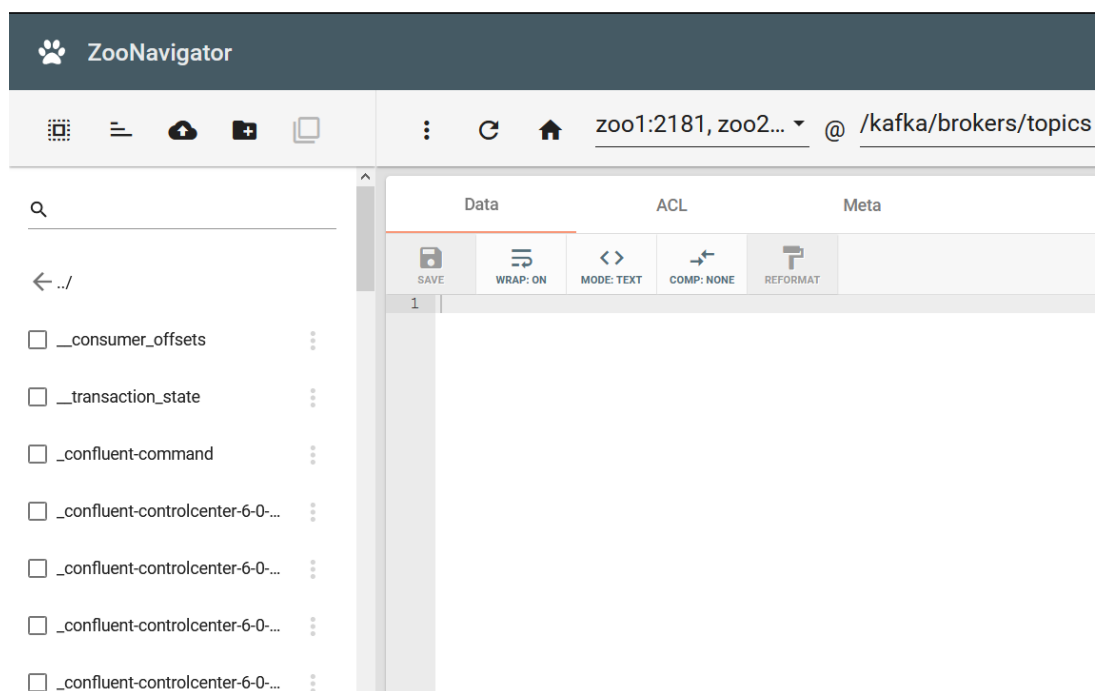 ZooNavigator
zoo1:2181, zoo2... @ /kafka/brokers/topics
Data ACL Meta
SAVE WRAP: ON MODE: TEXT COMP: NONE REFORMAT
1
../
__consumer_offsets
__transaction_state
_confluent-command
_confluent-controlcenter-6-0-...
_confluent-controlcenter-6-0-...
_confluent-controlcenter-6-0-...
_confluent-controlcenter-6-0-...